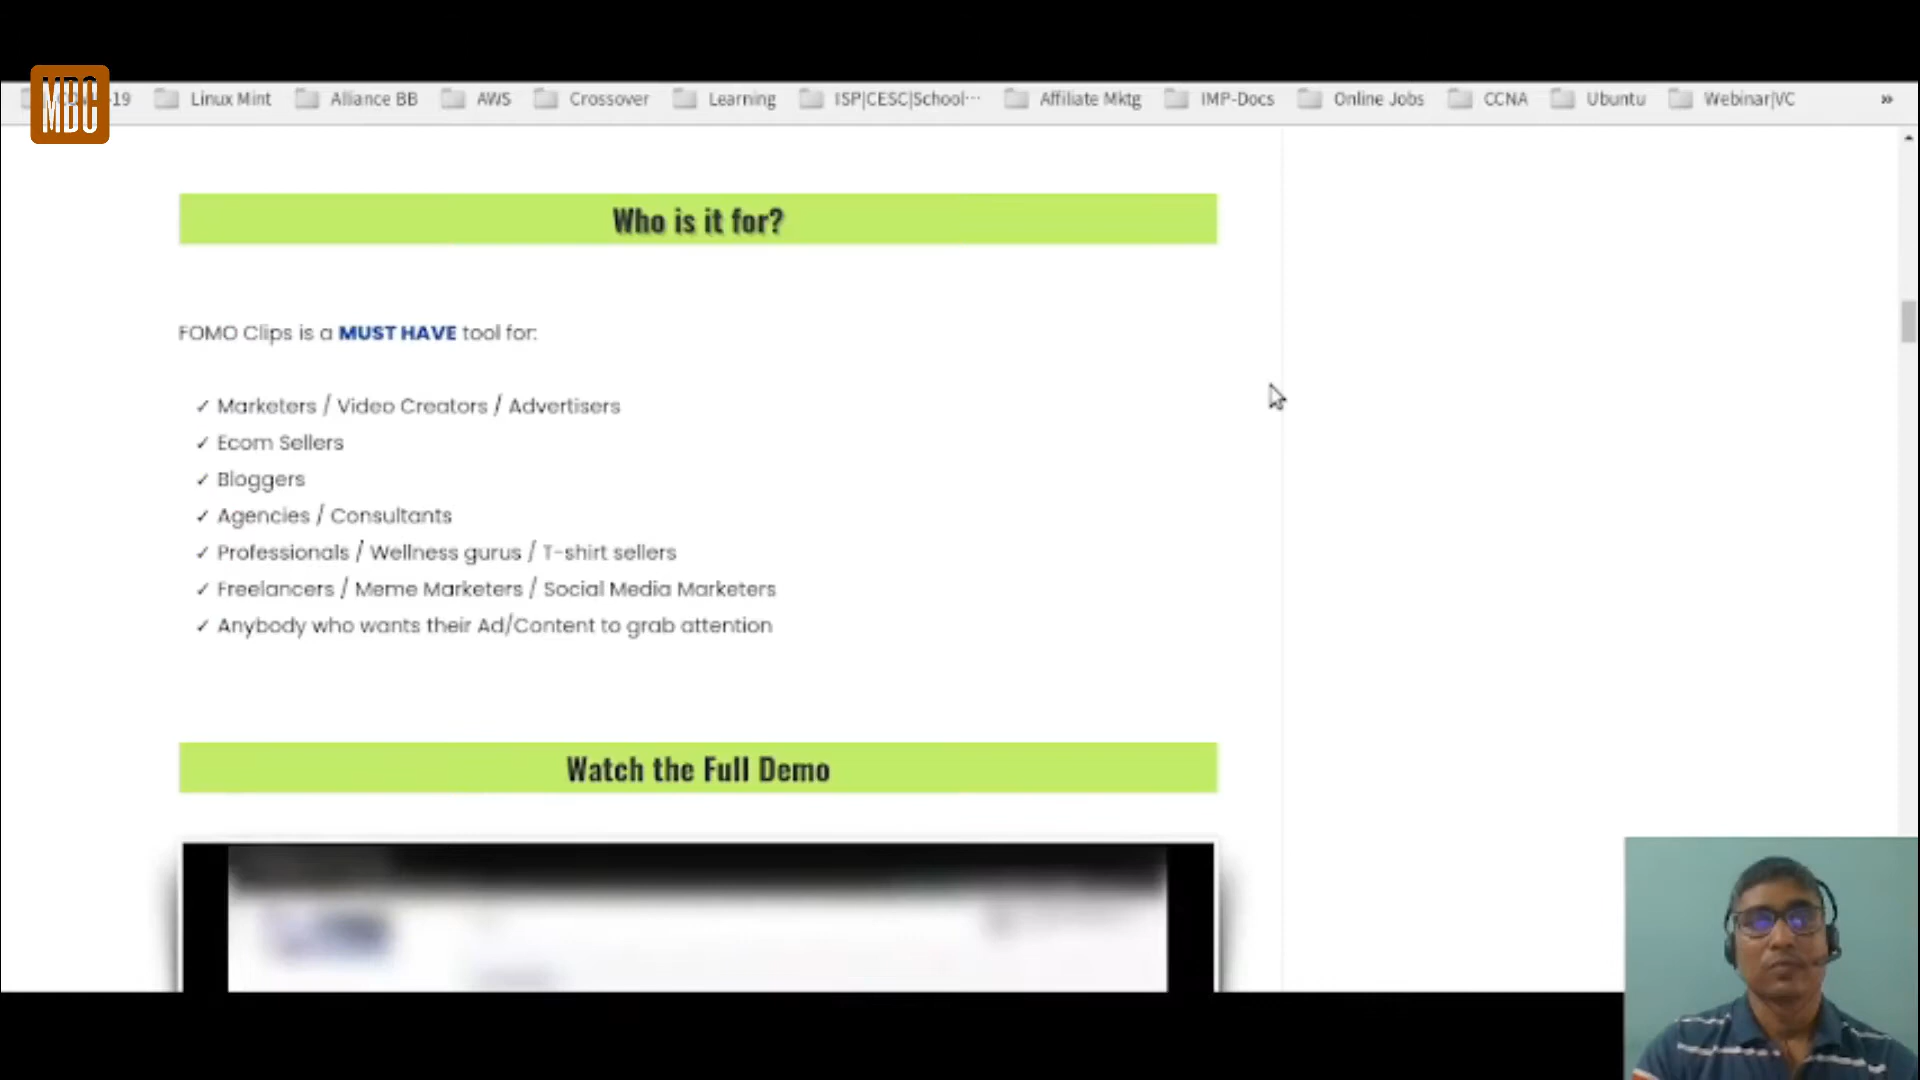 MBC
19
Linux Mint
Alliance BB
AWS
Crossover
Learning
ISP|CESC|School…
Affiliate Mktg
IMP-Docs
Online Jobs
CCNA
Ubuntu
Webinar|VC
»
Who is it for?
FOMO Clips is a MUST HAVE tool for:
✓ Marketers / Video Creators / Advertisers
✓ Ecom Sellers
✓ Bloggers
✓ Agencies / Consultants
✓ Professionals / Wellness gurus / T-shirt sellers
✓ Freelancers / Meme Marketers / Social Media Marketers
✓ Anybody who wants their Ad/Content to grab attention
Watch the Full Demo